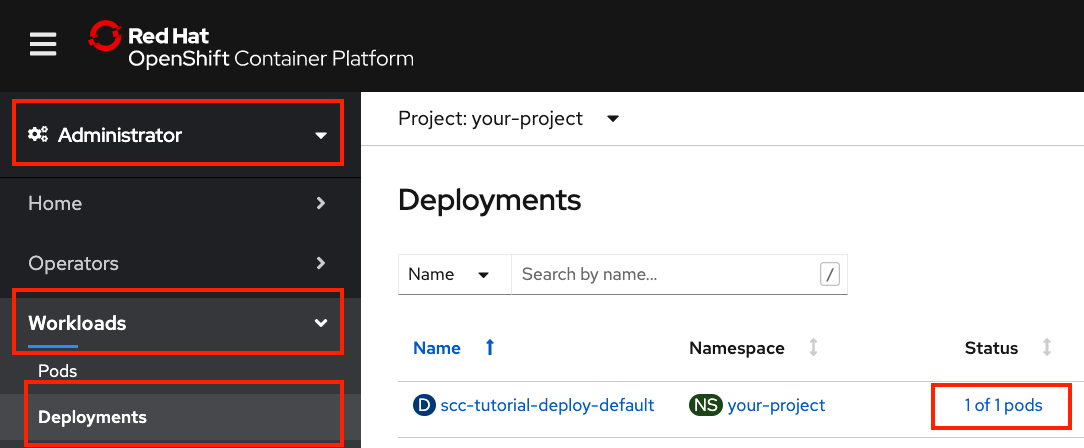 Red Hat
OpenShift Container Platform
Administrator
Home
Operators
Workloads
Pods
Deployments
Project: your-project
Deployments
Name Search by name... /
Name Namespace Status
D scc-tutorial-deploy-default NS your-project 1 of 1 pods